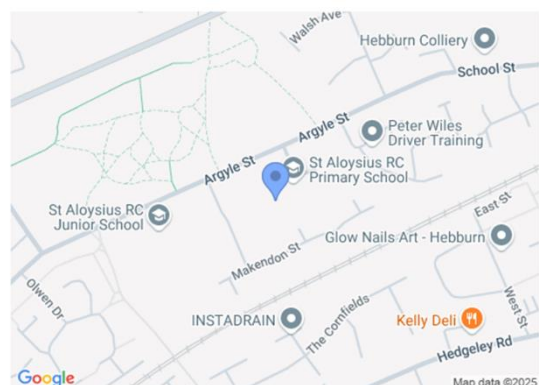 Walsh Ave
Hebburn Colliery
School St
Argyle St
Peter Wiles
Driver Training
Argyle St
St Aloysius RC
Primary School
St Aloysius RC
Junior School
East St
Glow Nails Art - Hebburn
Makendon St
Olwen Dr
INSTADRAIN
The Cornfields
Kelly Deli
West St
Hedgeley Rd
Google
Map data ©2025